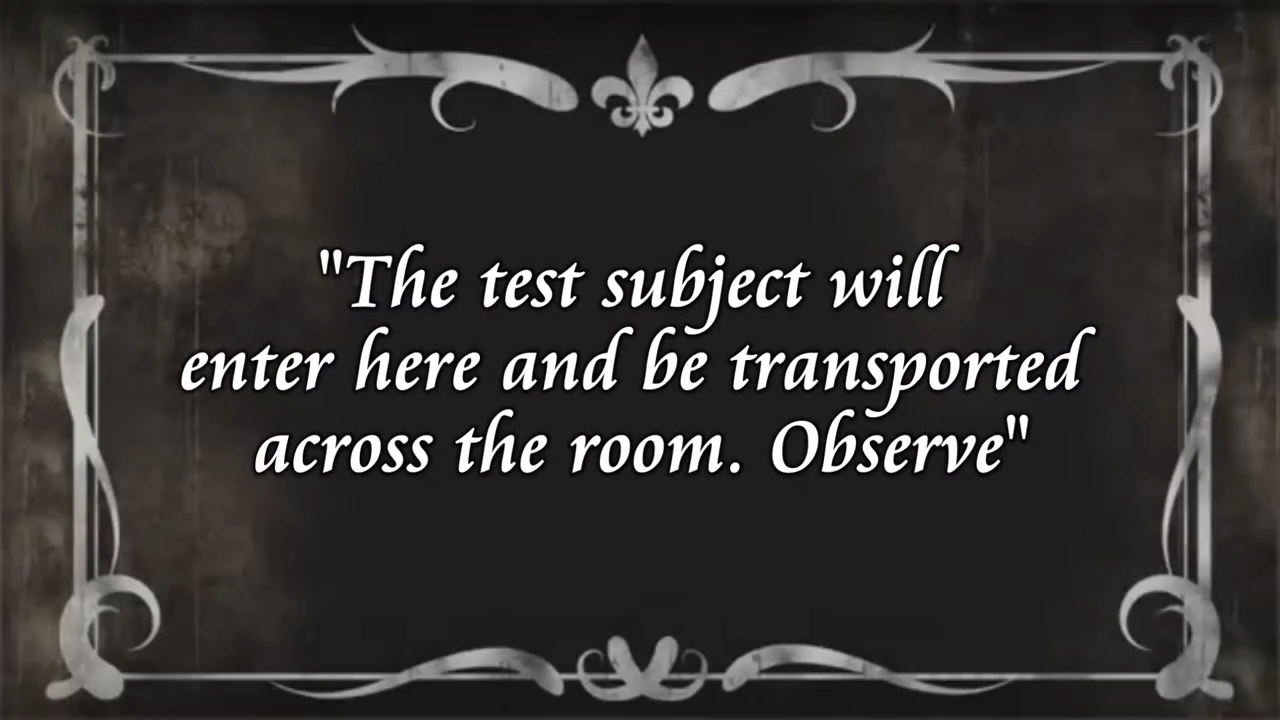 "The test subject will
enter here and be transported
across the room. Observe"